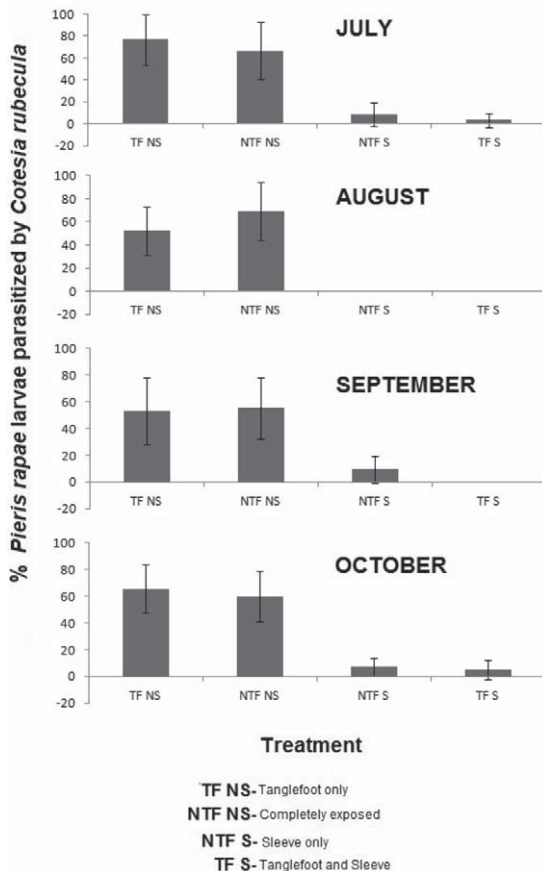 % Pieris rapae larvae parasitized by Cotesia rubecula
JULY
100
80
60
40
20
0
-20
TF NS NTF NS NTF S TF S
AUGUST
100
80
60
40
20
0
-20
TF NS NTF NS NTF S TF S
SEPTEMBER
100
80
60
40
20
0
-20
TF NS NTF NS NTF S TF S
OCTOBER
100
80
60
40
20
0
-20
TF NS NTF NS NTF S TF S
Treatment
TF NS- Tanglefoot only
NTF NS- Completely exposed
NTF S- Sleeve only
TF S- Tanglefoot and Sleeve